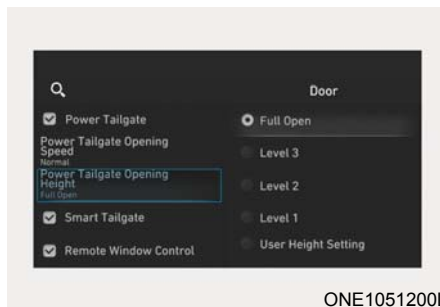 Door
Power Tailgate
Power Tailgate Opening
Speed
Normal
Power Tailgate Opening
Height
Full Open
Smart Tailgate
Remote Window Control
Full Open
Level 3
Level 2
Level 1
User Height Setting